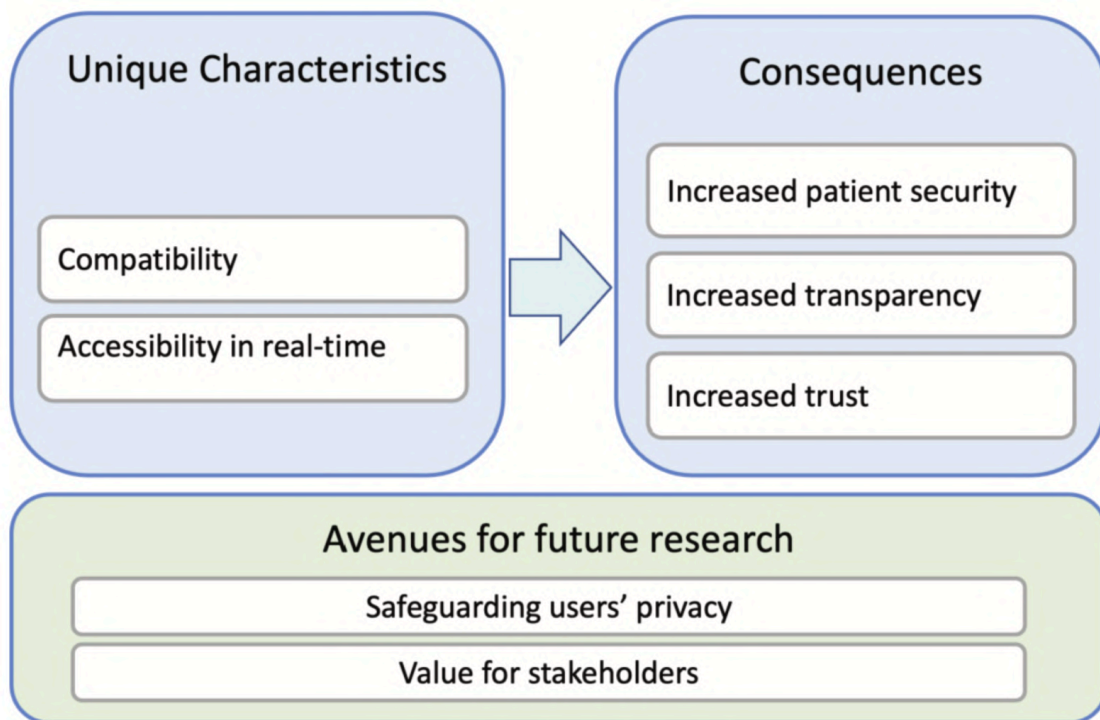 Unique Characteristics
Compatibility
Accessibility in real-time
Consequences
Increased patient security
Increased transparency
Increased trust
Avenues for future research
Safeguarding users’ privacy
Value for stakeholders